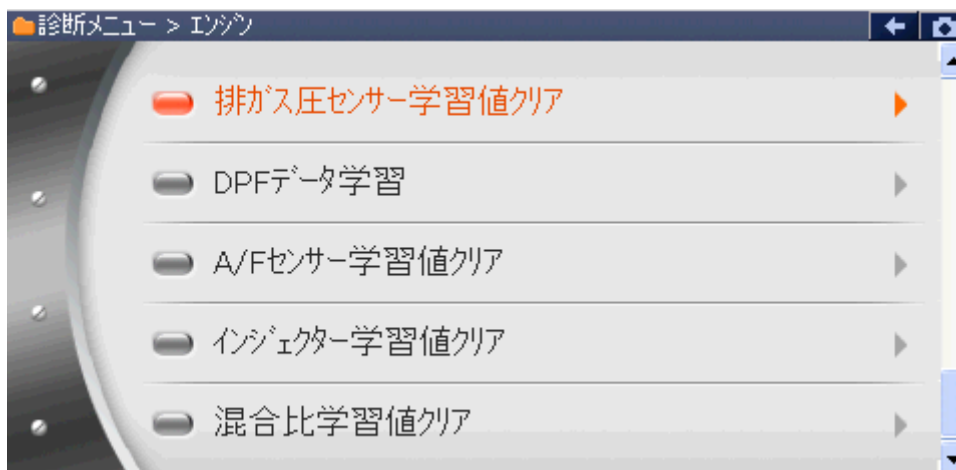 診断メニュー > エンジン
排ガス圧センサー学習値クリア
DPFデータ学習
A/Fセンサー学習値クリア
インジェクター学習値クリア
混合比学習値クリア